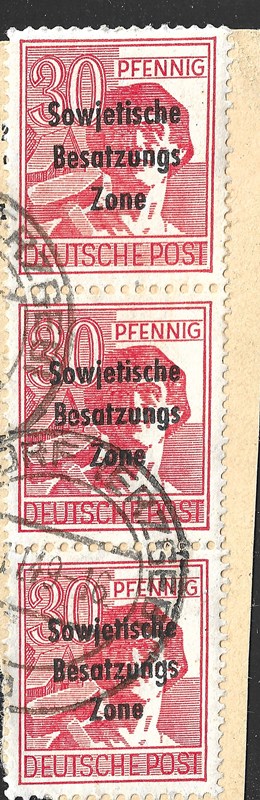 30 PFENNIG
Sowjetische
Besatzungs
Zone
DEUTSCHE POST
30 PFENNIG
Sowjetische
Besatzungs
Zone
DEUTSCHE POST
30 PFENNIG
Sowjetische
Besatzungs
Zone
DEUTSCHE POST